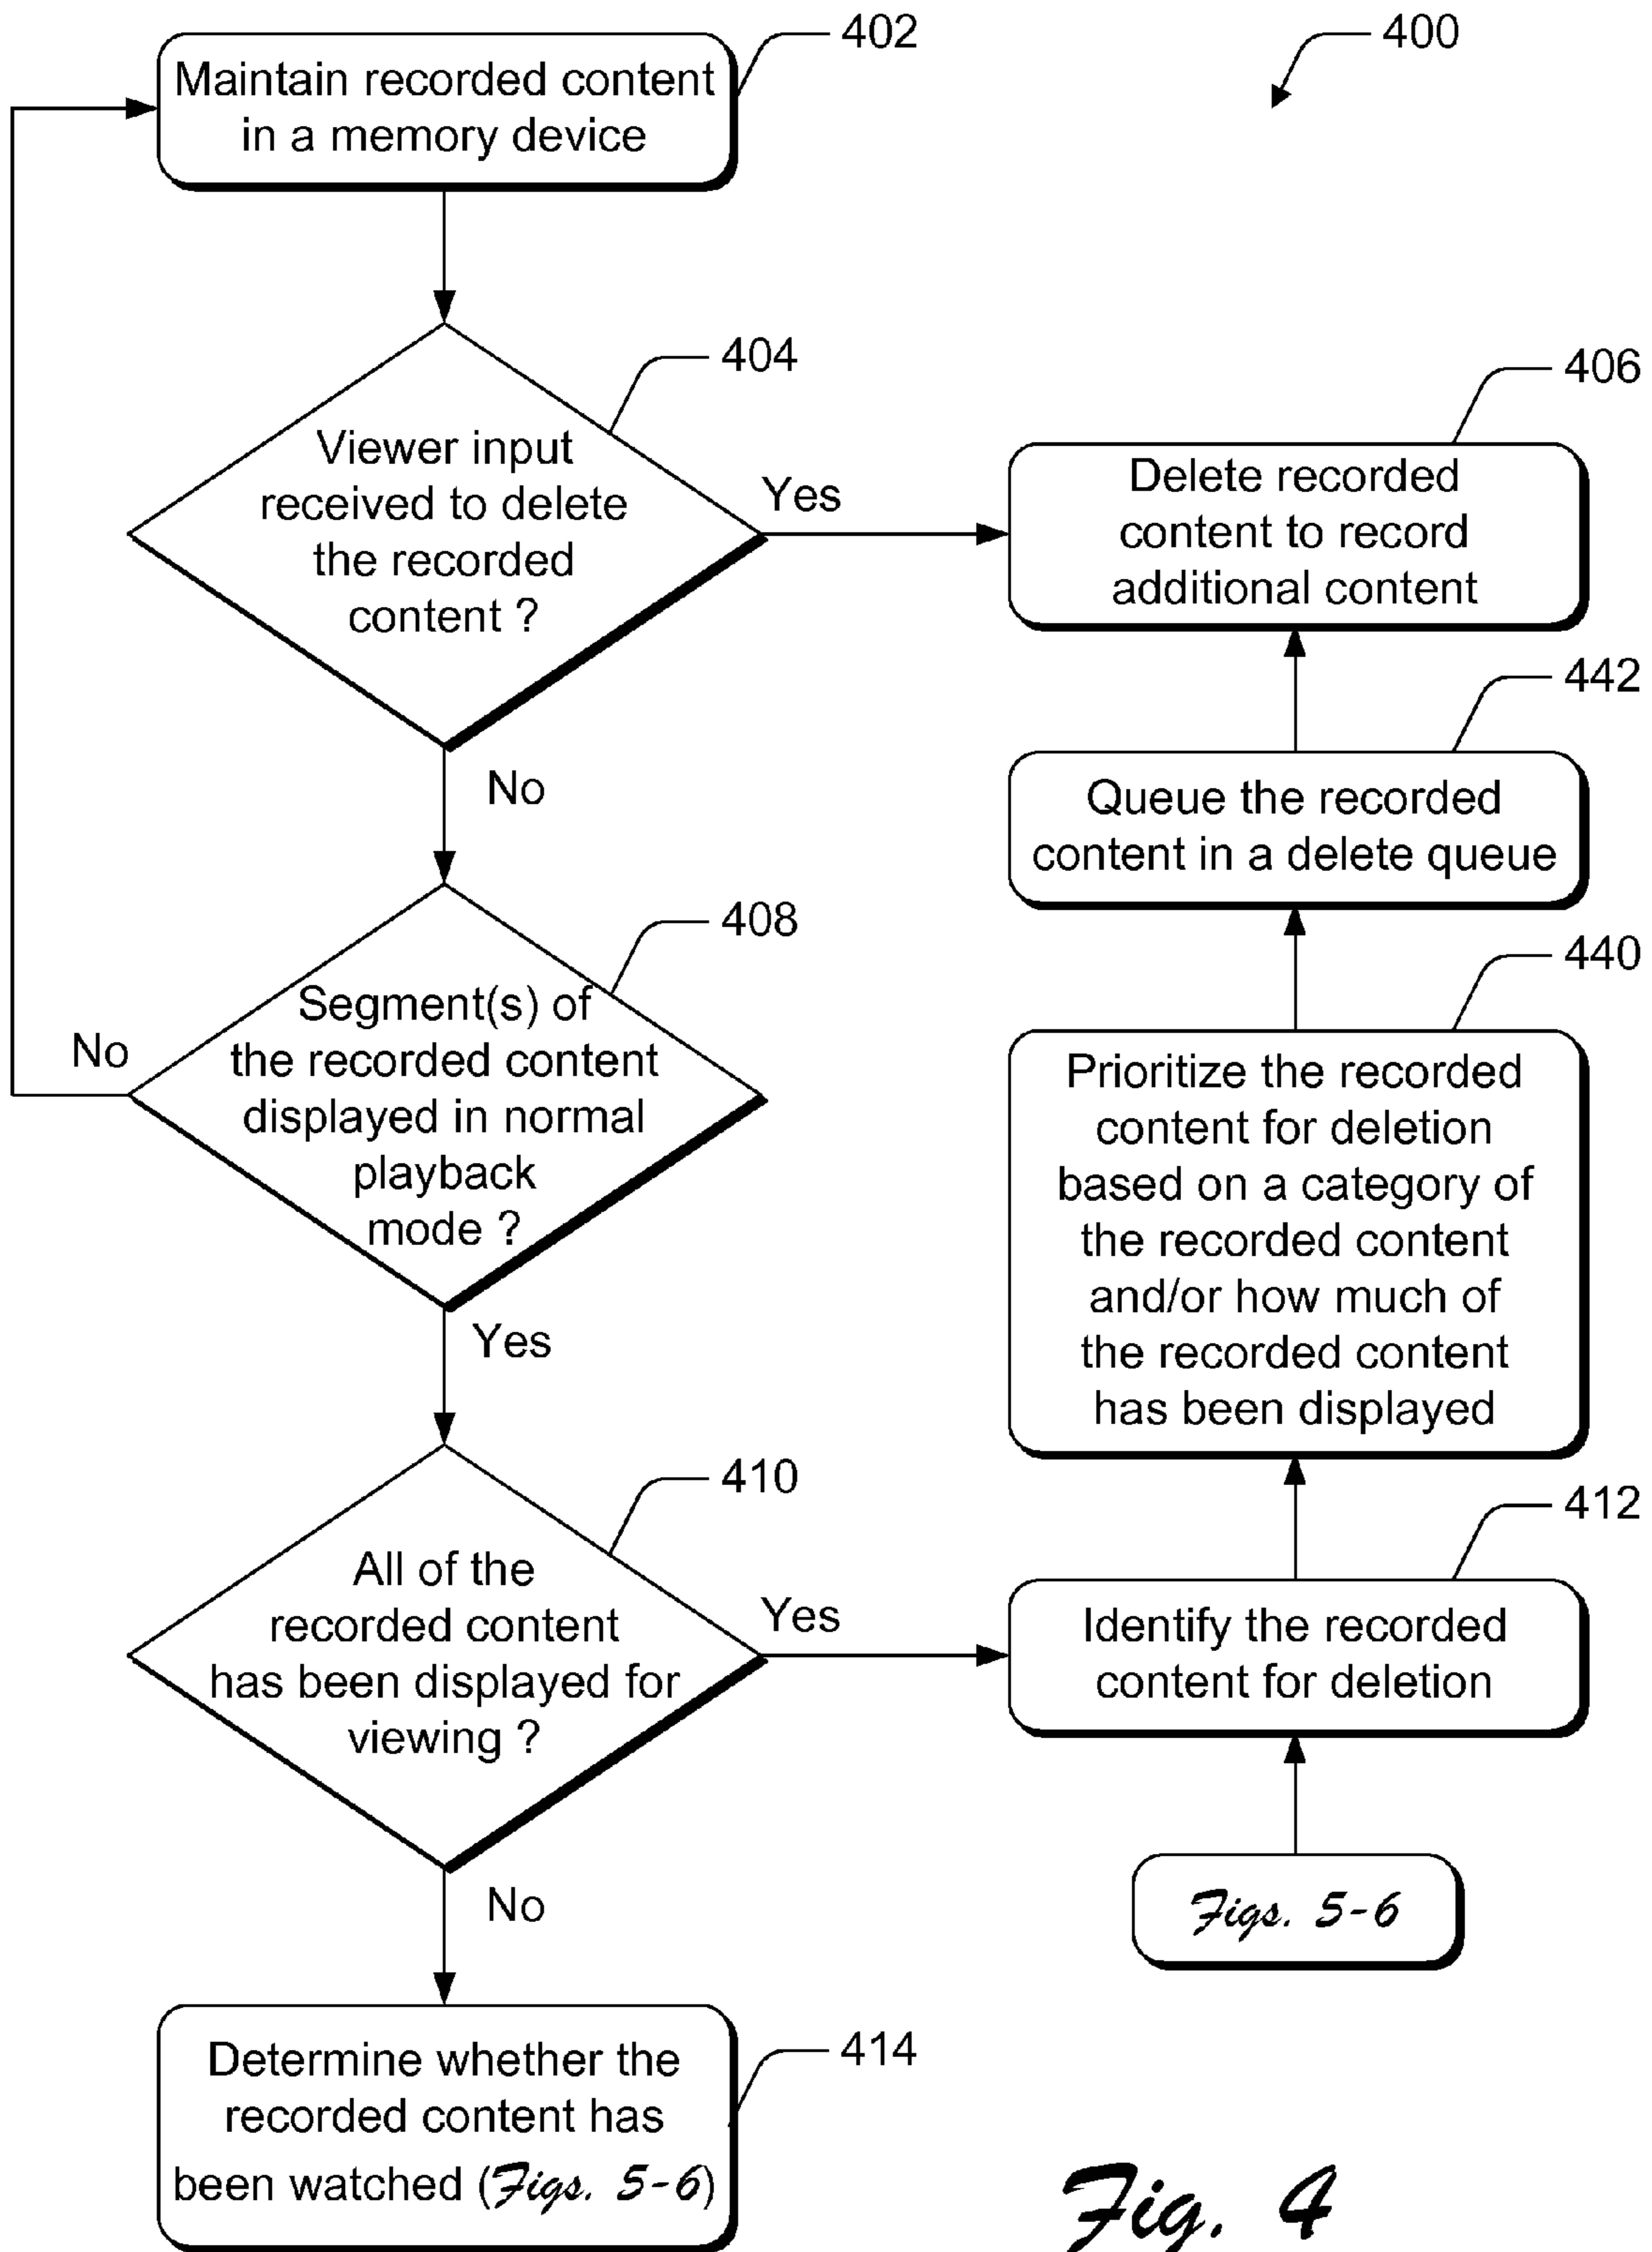 402
400
Maintain recorded content
in a memory device
404
Viewer input
received to delete
the recorded
content ?
Yes
No
406
Delete recorded
content to record
additional content
442
Queue the recorded
content in a delete queue
408
Segment(s) of
the recorded content
displayed in normal
playback
mode ?
No
Yes
440
Prioritize the recorded
content for deletion
based on a category of
the recorded content
and/or how much of
the recorded content
has been displayed
410
All of the
recorded content
has been displayed for
viewing ?
Yes
No
412
Identify the recorded
content for deletion
Figs. 5-6
414
Determine whether the
recorded content has
been watched (Figs. 5-6)
Fig. 4